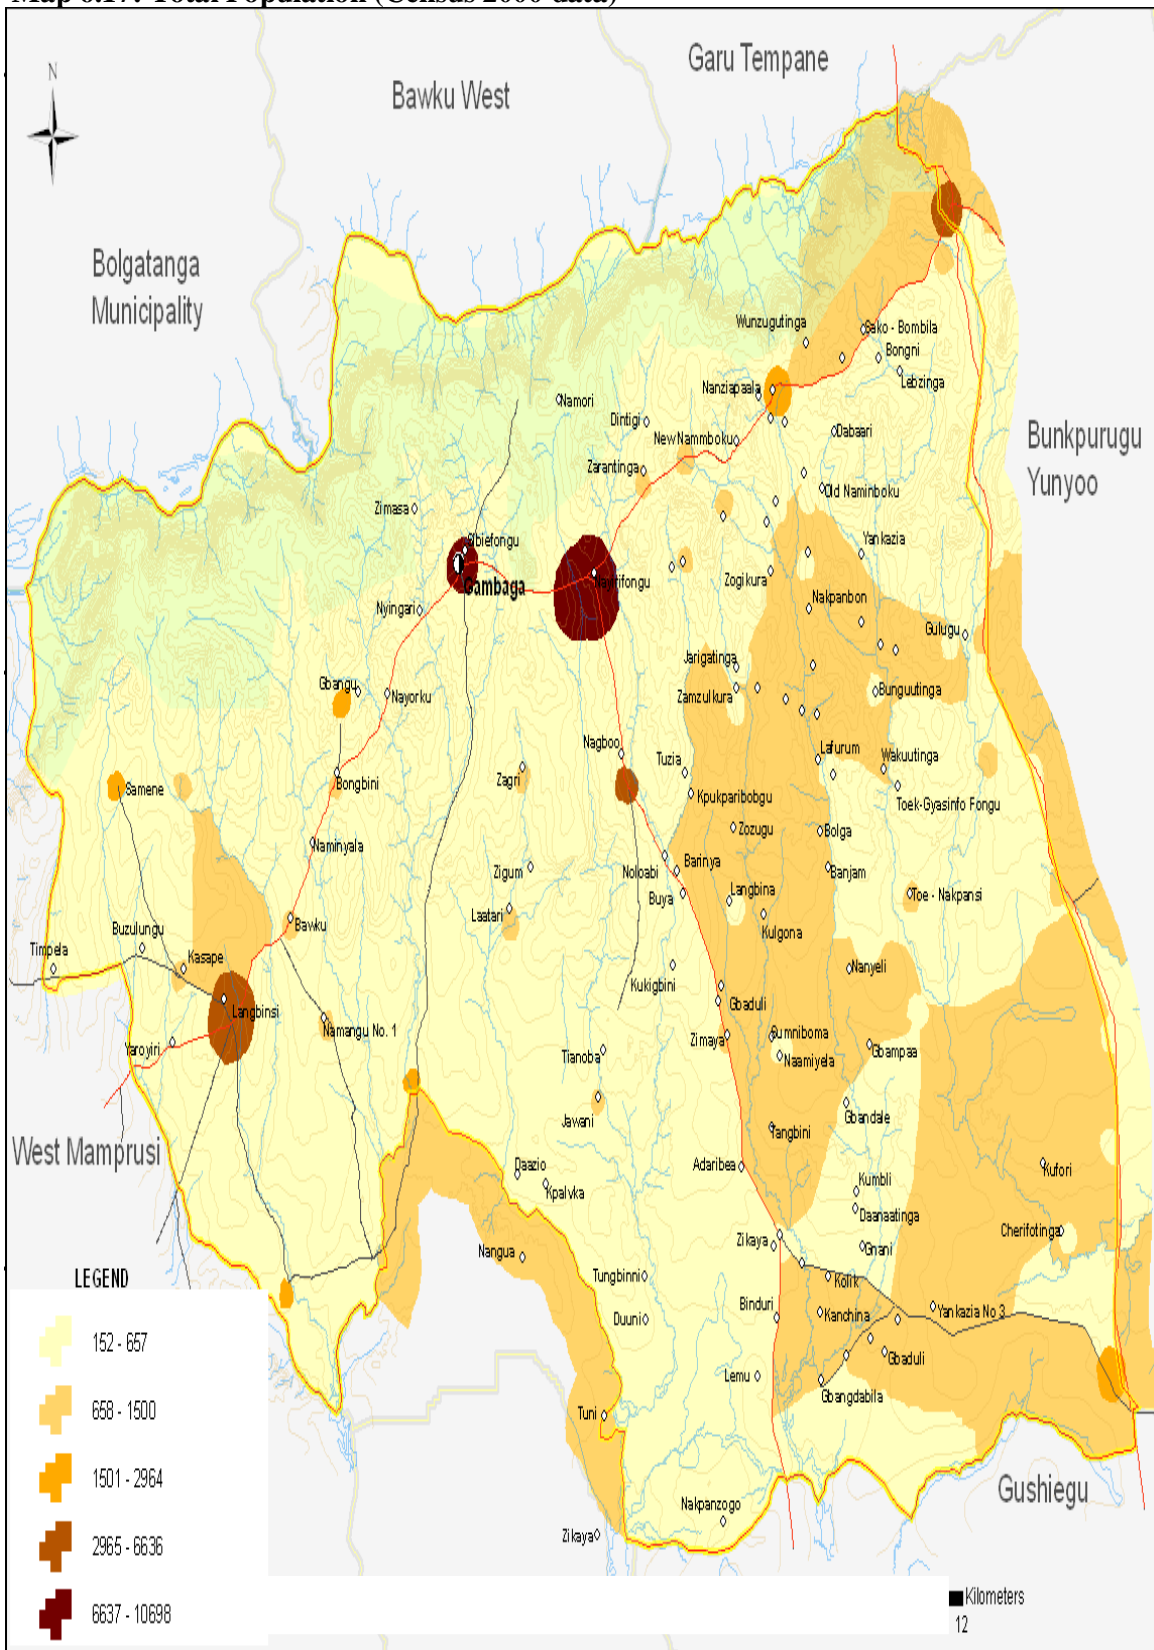 Map 6.17: Total Population (Census 2000 data)
N
Garu Tempane
Bawku West
Bolgatanga
Municipality
Wunzugutinga
Sako - Bombila
Bongni
Lebzinga
Nanziapaala
Namori
Dintigi
New Nammboku
Dabaari
Bunkpurugu
Yunyoo
Zarantinga
Old Naminboku
Zimasa
Yankazia
Gambaga
Zogikura
Nyingari
Nakpanbon
Gulugu
Jarigatinga
Gbangu
Nayorku
Zamzulkura
Bunguutinga
Nagboo
Tuzia
Lafurum
Wakuutinga
Samene
Bongbini
Zagri
Kpukparibobgu
Toek-Gyasinfo Fongu
Zozugu
Bolga
Naminyala
Zigum
Noloabi
Barinya
Banjam
Buya
Langbina
Toe - Nakpansi
Laatari
Bawku
Kulgona
Buzulungu
Timpela
Kasape
Kukigbini
Nanyeli
Langbinsi
Gbaduli
Namangu No. 1
Zimaya
Yaroyiri
Tianoba
Naamiyela
Gbampaa
Jawani
Gbandale
West Mamprusi
Tangbini
Daazio
Adaribea
Kufori
Kpalvka
Kumbli
Daanaatinga
Cherifotinga
Nangua
Zikaya
Gnani
LEGEND
Tungbinni
Kolrk
Duuni
Binduri
Kanchina
Yankazia No 3
152 - 657
Gbaduli
Lemu
Gbangdabila
658 - 1500
Tuni
1501 - 2964
Gushiegu
Nakpanzogo
Zikaya
2965 - 6636
Kilometers
12
6637 - 10698